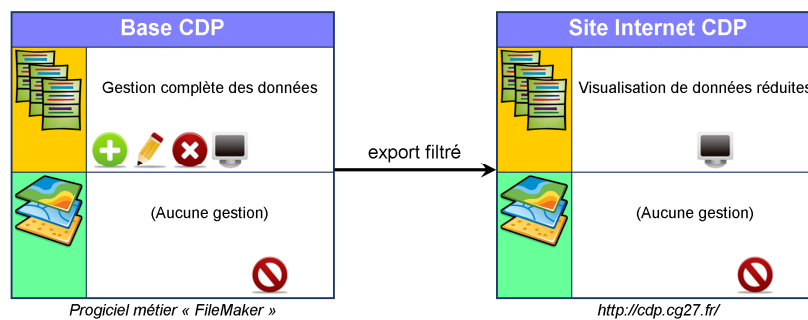 Base CDP
Gestion complète des données
(Aucune gestion)
Progiciel métier « FileMaker »
export filtré
Site Internet CDP
Visualisation de données réduites
(Aucune gestion)
http://cdp.cg27.fr/